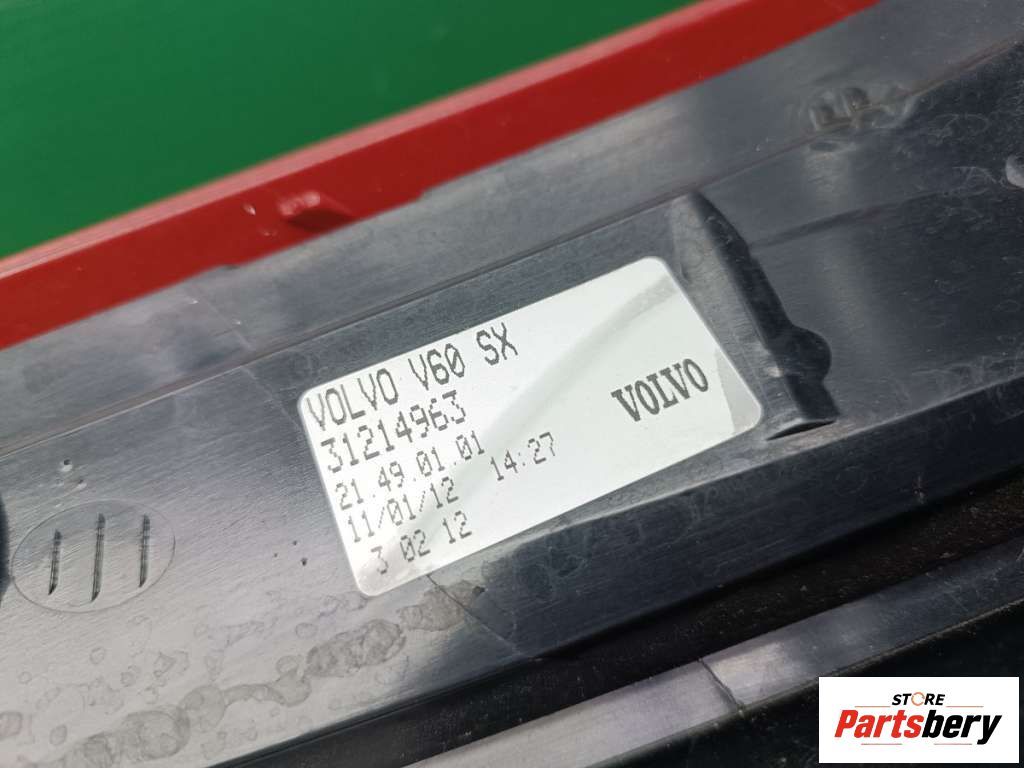 VOLVO V60 SX
31214963
21.49.01.01
11/01/12 14:27
3 02 12
VOLVO
STORE
Partsbery